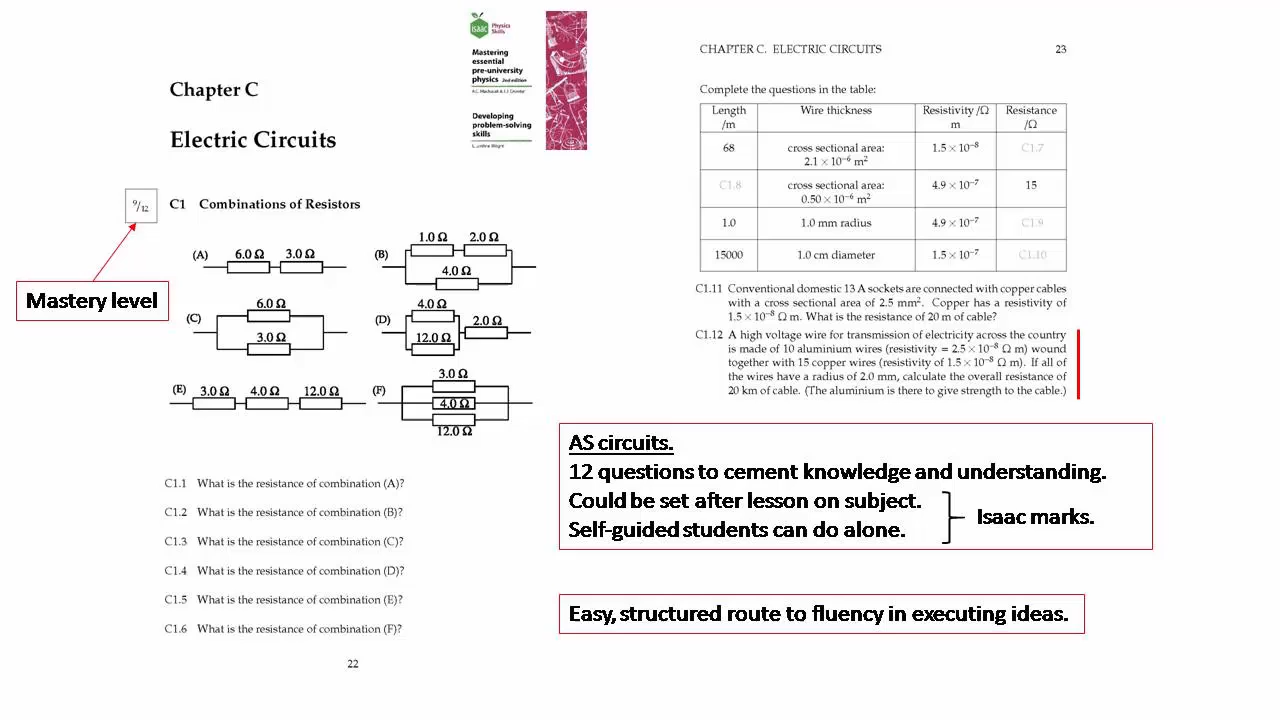 isaac
Physics
Skills
Mastering
essential
pre-university
physics 2nd edition
Developing
problem-solving
skills
Chapter C
Electric Circuits
9/12
C1 Combinations of Resistors
Mastery level
(A) 6.0 Ω 3.0 Ω
(B) 1.0 Ω 2.0 Ω
4.0 Ω
(C) 6.0 Ω
3.0 Ω
(D) 4.0 Ω
12.0 Ω 2.0 Ω
(E) 3.0 Ω 4.0 Ω 12.0 Ω
(F) 3.0 Ω
4.0 Ω
12.0 Ω
C1.1 What is the resistance of combination (A)?
C1.2 What is the resistance of combination (B)?
C1.3 What is the resistance of combination (C)?
C1.4 What is the resistance of combination (D)?
C1.5 What is the resistance of combination (E)?
C1.6 What is the resistance of combination (F)?
22
CHAPTER C. ELECTRIC CIRCUITS 23
Complete the questions in the table:
Length /m Wire thickness Resistivity /Ω m Resistance /Ω
68 cross sectional area: 2.1 × 10⁻⁶ m² 1.5 × 10⁻⁸ C1.7
C1.8 cross sectional area: 0.50 × 10⁻⁶ m² 4.9 × 10⁻⁷ 15
1.0 1.0 mm radius 4.9 × 10⁻⁷ C1.9
15000 1.0 cm diameter 1.5 × 10⁻⁷ C1.10
C1.11 Conventional domestic 13 A sockets are connected with copper cables
with a cross sectional area of 2.5 mm². Copper has a resistivity of
1.5 × 10⁻⁸ Ω m. What is the resistance of 20 m of cable?
C1.12 A high voltage wire for transmission of electricity across the country
is made of 10 aluminium wires (resistivity = 2.5 × 10⁻⁸ Ω m) wound
together with 15 copper wires (resistivity of 1.5 × 10⁻⁸ Ω m). If all of
the wires have a radius of 2.0 mm, calculate the overall resistance of
20 km of cable. (The aluminium is there to give strength to the cable.)
AS circuits.
12 questions to cement knowledge and understanding.
Could be set after lesson on subject.
Self-guided students can do alone.
Isaac marks.
Easy, structured route to fluency in executing ideas.